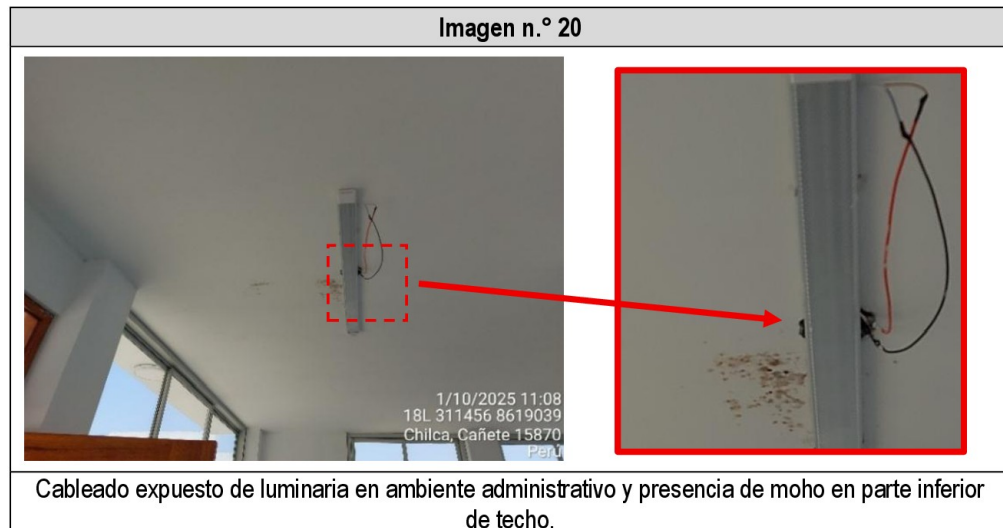 Imagen n.° 20
1/10/2025 11:08
18L 311456 8619039
Chilca, Cañete 15870
Perú
Cableado expuesto de luminaria en ambiente administrativo y presencia de moho en parte inferior
de techo.